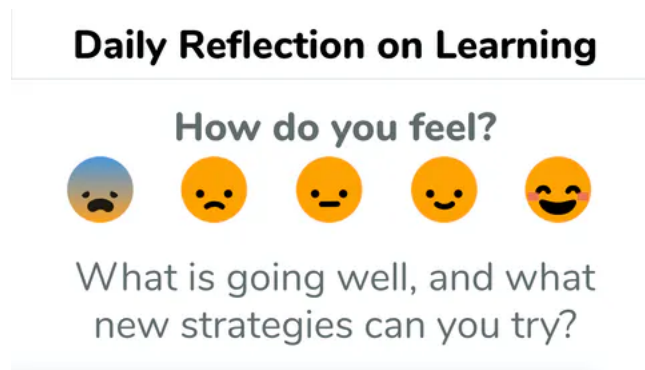 Daily Reflection on Learning
How do you feel?
What is going well, and what
new strategies can you try?